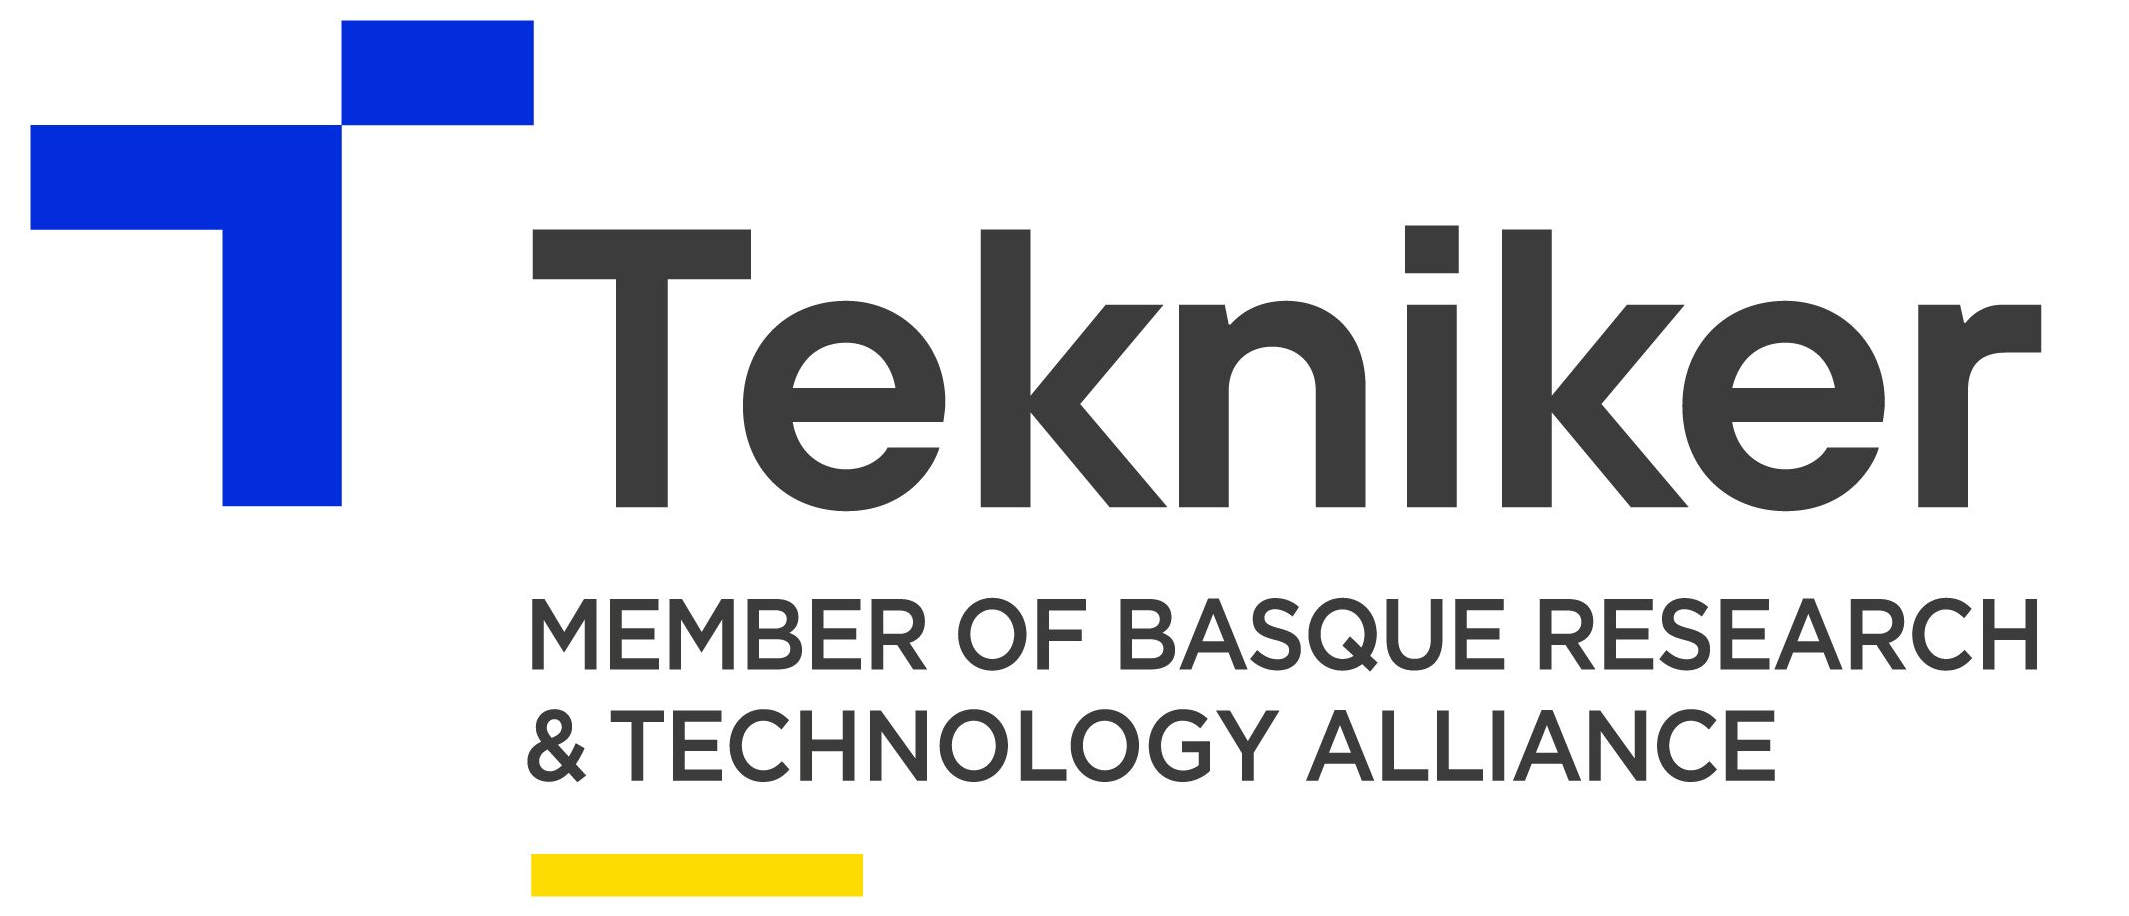 Tekniker
MEMBER OF BASQUE RESEARCH
& TECHNOLOGY ALLIANCE